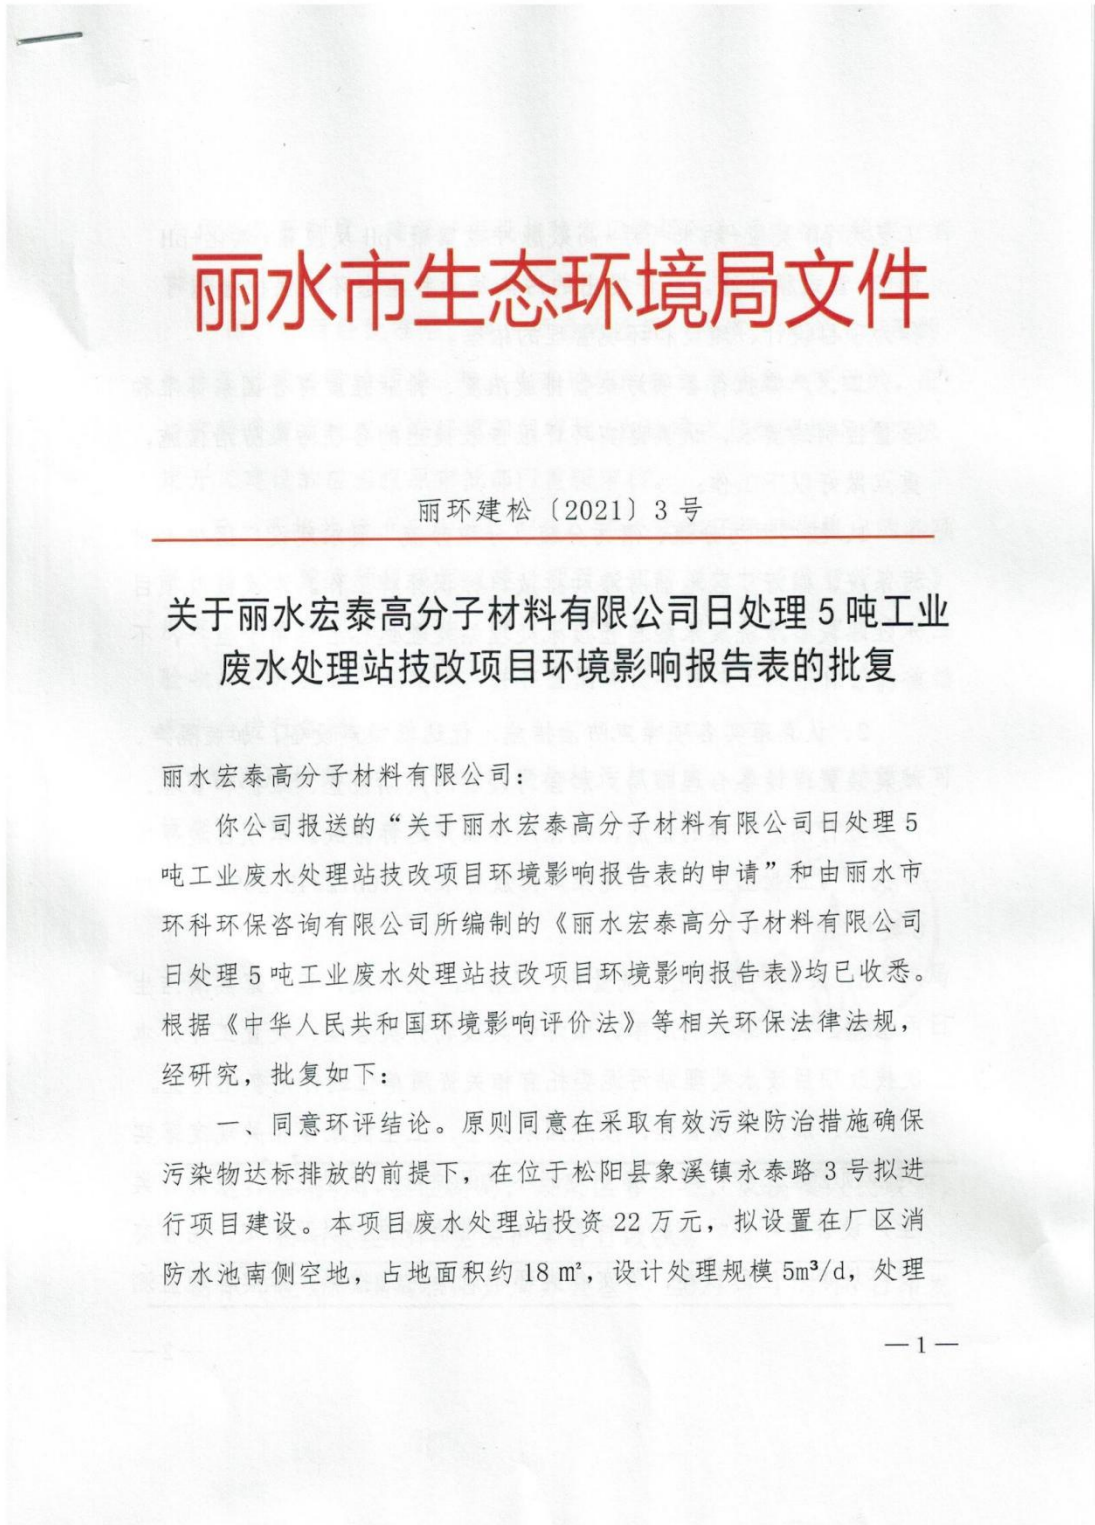 丽水市生态环境局文件
丽环建松〔2021〕3号
关于丽水宏泰高分子材料有限公司日处理5吨工业
废水处理站技改项目环境影响报告表的批复
丽水宏泰高分子材料有限公司：
你公司报送的“关于丽水宏泰高分子材料有限公司日处理5
吨工业废水处理站技改项目环境影响报告表的申请”和由丽水市
环科环保咨询有限公司所编制的《丽水宏泰高分子材料有限公司
日处理5吨工业废水处理站技改项目环境影响报告表》均已收悉。
根据《中华人民共和国环境影响评价法》等相关环保法律法规，
经研究，批复如下：
一、同意环评结论。原则同意在采取有效污染防治措施确保
污染物达标排放的前提下，在位于松阳县象溪镇永泰路3号拟进
行项目建设。本项目废水处理站投资22万元，拟设置在厂区消
防水池南侧空地，占地面积约18㎡，设计处理规模5m³/d，处理
—1—